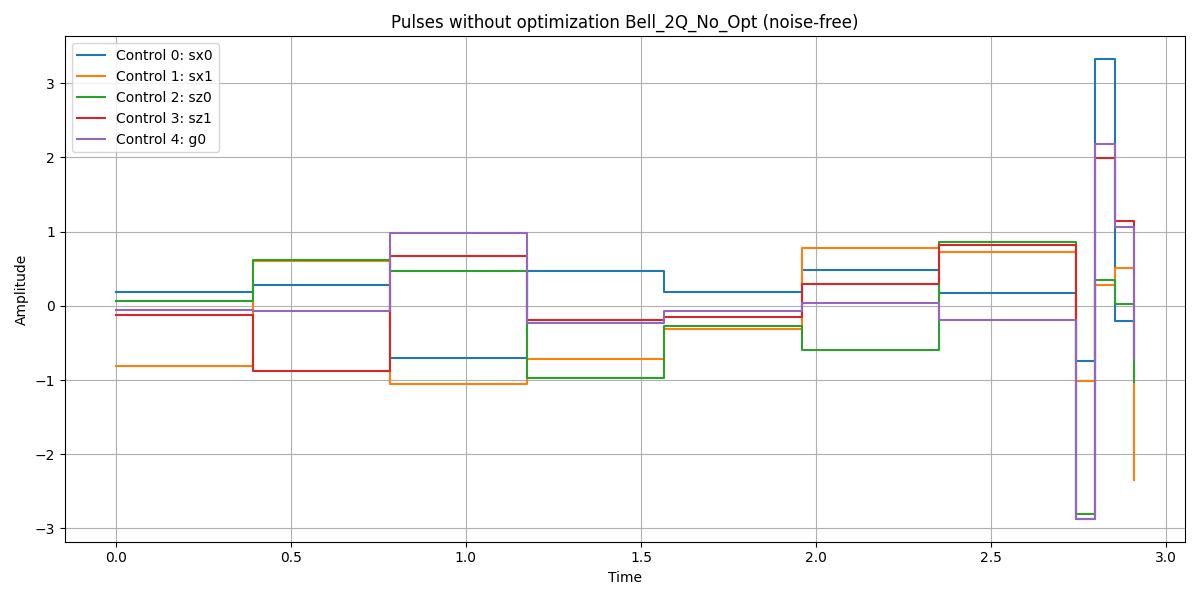 Pulses without optimization Bell_2Q_No_Opt (noise-free)
Control 0: sx0
Control 1: sx1
Control 2: sz0
Control 3: sz1
Control 4: g0
Amplitude
3
2
1
0
−1
−2
−3
0.0 0.5 1.0 1.5 2.0 2.5 3.0
Time